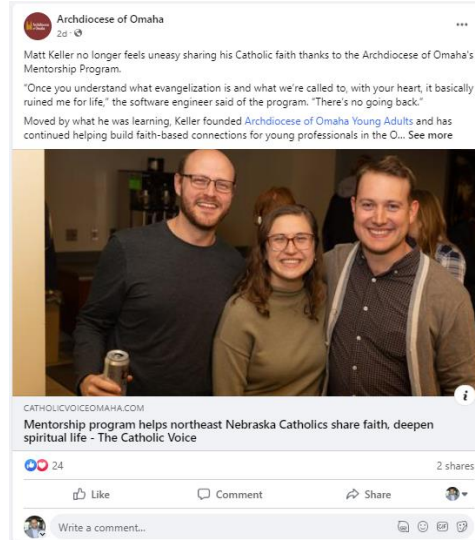 Archdiocese of Omaha
2d ·
Matt Keller no longer feels uneasy sharing his Catholic faith thanks to the Archdiocese of Omaha's
Mentorship Program.
"Once you understand what evangelization is and what we're called to, with your heart, it basically
ruined me for life," the software engineer said of the program. "There's no going back."
Moved by what he was learning, Keller founded Archdiocese of Omaha Young Adults and has
continued helping build faith-based connections for young professionals in the O... See more
CATHOLICVOICEOMAHA.COM
Mentorship program helps northeast Nebraska Catholics share faith, deepen
spiritual life - The Catholic Voice
24
2 shares
Like
Comment
Share
Write a comment...
GIF